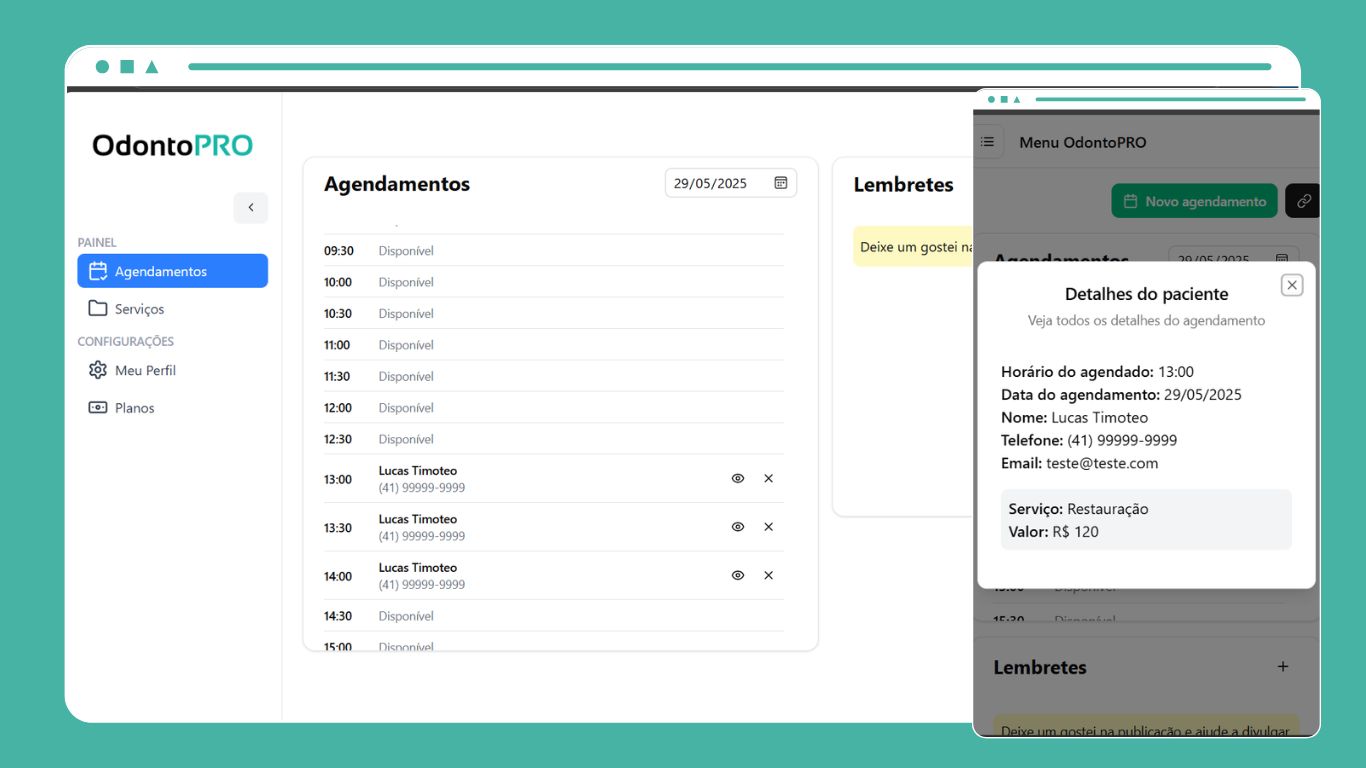 OdontoPRO
PAINEL
Agendamentos
Serviços
CONFIGURAÇÕES
Meu Perfil
Planos
Agendamentos
29/05/2025
09:30 Disponível
10:00 Disponível
10:30 Disponível
11:00 Disponível
11:30 Disponível
12:00 Disponível
12:30 Disponível
13:00 Lucas Timoteo
(41) 99999-9999
13:30 Lucas Timoteo
(41) 99999-9999
14:00 Lucas Timoteo
(41) 99999-9999
14:30 Disponível
15:00 Disponível
Lembretes
Deixe um gostei na
Menu OdontoPRO
Novo agendamento
Agendamentos
29/05/2025
Detalhes do paciente
Veja todos os detalhes do agendamento
Horário do agendado: 13:00
Data do agendamento: 29/05/2025
Nome: Lucas Timoteo
Telefone: (41) 99999-9999
Email: teste@teste.com
Serviço: Restauração
Valor: R$ 120
15:00 Disponível
15:30 Disponível
Lembretes
Deixe um gostei na publicação e ajude a divulgar